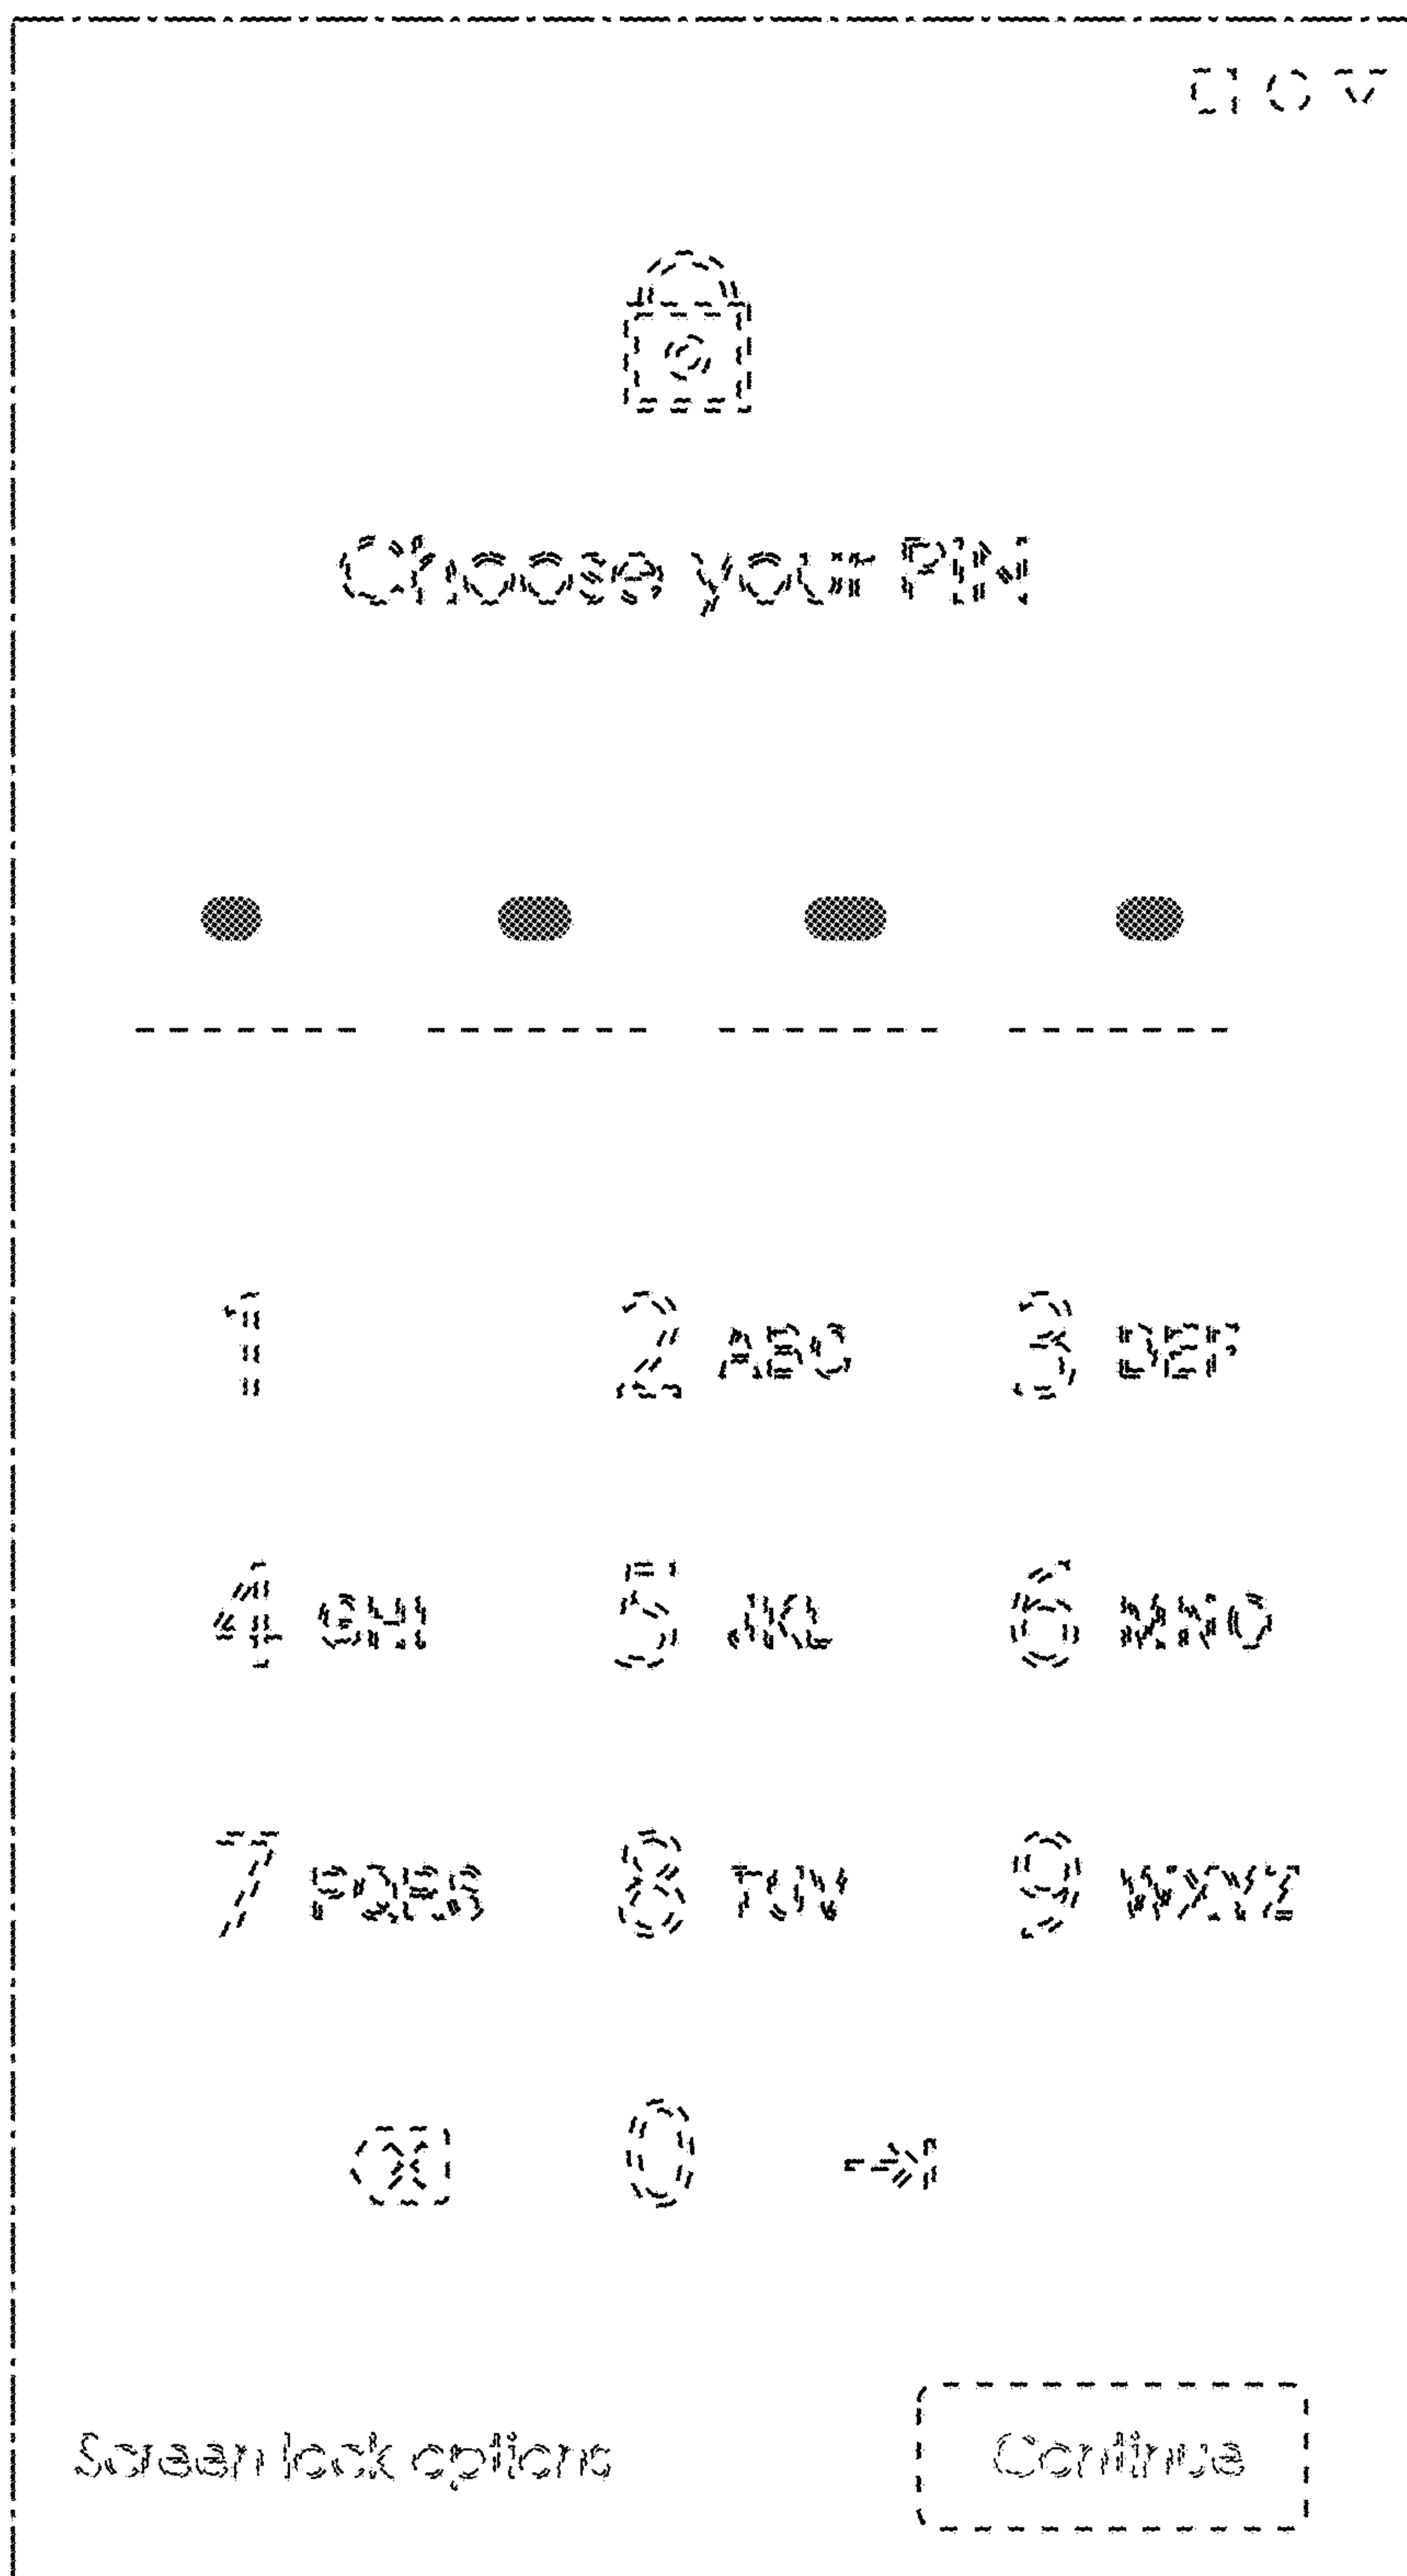 Choose your PIN
1 2 ABC 3 DEF
4 GHI 5 JKL 6 MNO
7 PQRS 8 TUV 9 WXYZ
0
Screen lock options Continue